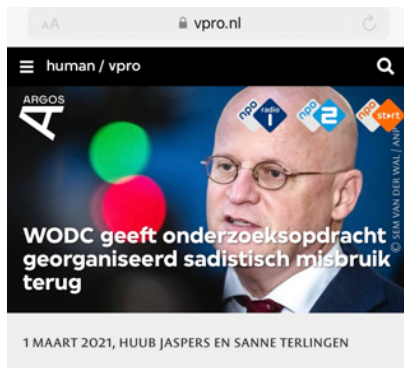 AA vpro.nl
human / vpro
ARGOS
npo radio 1 npo 2 npo start
© SEM VAN DER WAL / ANP
WODC geeft onderzoeksopdracht
georganiseerd sadistisch misbruik
terug
1 MAART 2021, HUUB JASPERS EN SANNE TERLINGEN